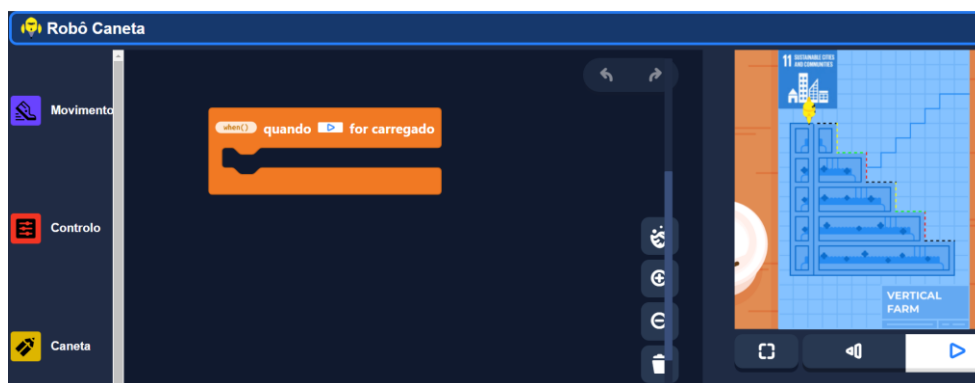 Robô Caneta
Movimento
Controlo
Caneta
when() quando for carregado
11 SUSTAINABLE CITIES
AND COMMUNITIES
VERTICAL
FARM